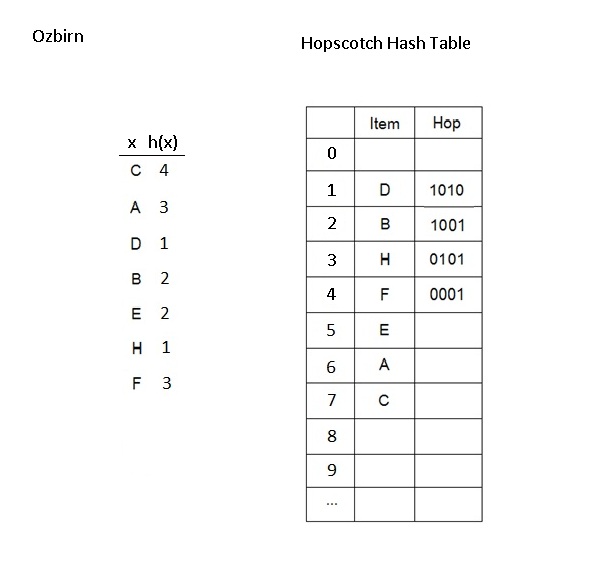 Ozbirn
Hopscotch Hash Table
x h(x)
C 4
A 3
D 1
B 2
E 2
H 1
F 3
Item Hop
0
1 D 1010
2 B 1001
3 H 0101
4 F 0001
5 E
6 A
7 C
8
9
...